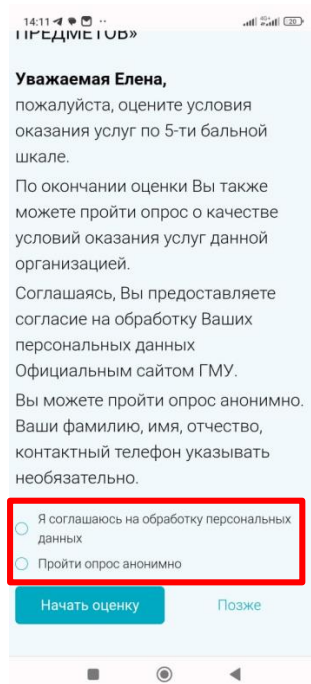 14:11
4G+
20
ПРЕДМЕТОВ»
Уважаемая Елена,
пожалуйста, оцените условия
оказания услуг по 5-ти бальной
шкале.
По окончании оценки Вы также
можете пройти опрос о качестве
условий оказания услуг данной
организацией.
Соглашаясь, Вы предоставляете
согласие на обработку Ваших
персональных данных
Официальным сайтом ГМУ.
Вы можете пройти опрос анонимно.
Ваши фамилию, имя, отчество,
контактный телефон указывать
необязательно.
Я соглашаюсь на обработку персональных
данных
Пройти опрос анонимно
Начать оценку
Позже